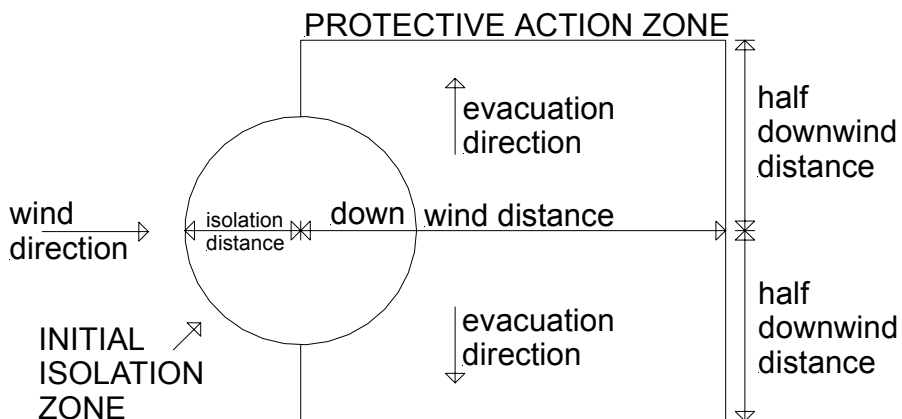 PROTECTIVE ACTION ZONE
evacuation
direction
half
downwind
distance
wind
direction
isolation
distance
down wind distance
evacuation
direction
half
downwind
distance
INITIAL
ISOLATION
ZONE